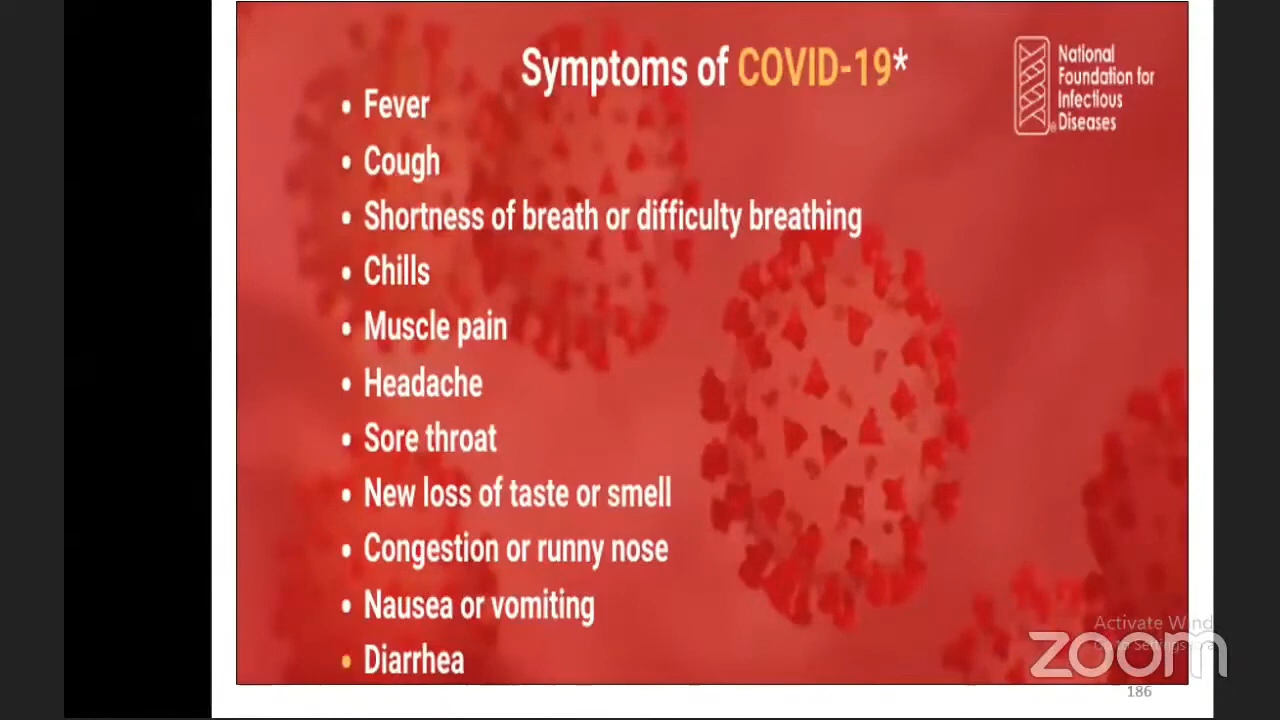 Symptoms of COVID-19*
National
Foundation for
Infectious
Diseases
• Fever
• Cough
• Shortness of breath or difficulty breathing
• Chills
• Muscle pain
• Headache
• Sore throat
• New loss of taste or smell
• Congestion or runny nose
• Nausea or vomiting
• Diarrhea
Activate Wind
zoom
186